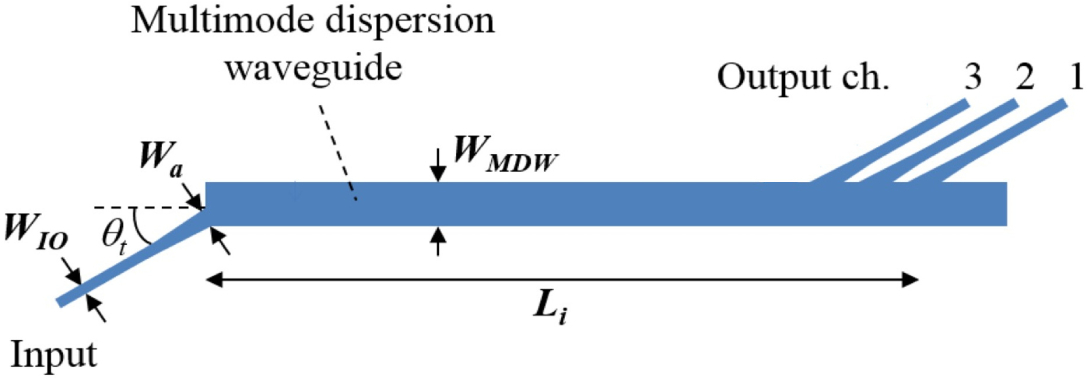 Multimode dispersion
waveguide
Output ch. 3 2 1
W_a
W_MDW
W_IO
θ_t
L_i
Input